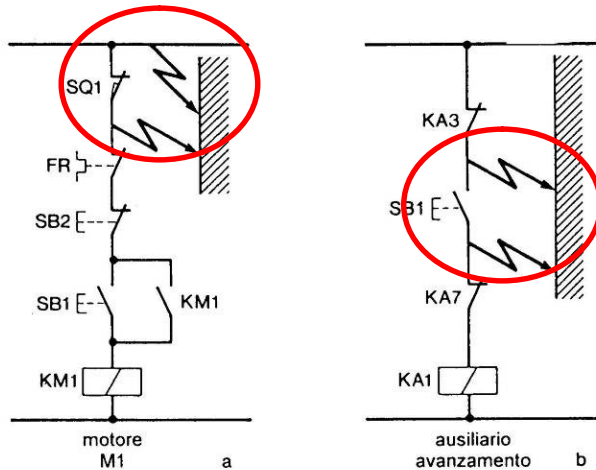 SQ1
FR
SB2
SB1
KM1
KM1
motore
M1
a
KA3
SB1
KA7
KA1
ausiliario
avanzamento
b